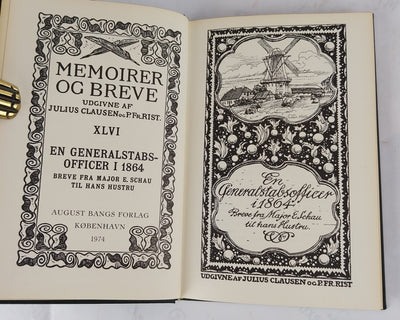 MEMOIRER
OG BREVE
UDGIVNE AF
JULIUS CLAUSEN OG P. FR. RIST.
XLVI
EN GENERALSTABS-
OFFICER I 1864
BREVE FRA MAJOR E. SCHAU
TIL HANS HUSTRU
AUGUST BANGS FORLAG
KØBENHAVN
1974
En
Generalstabsofficer
i 1864
Breve fra Major E. Schau
til hans Hustru.
UDGIVNE AF JULIUS CLAUSEN OG P. FR. RIST